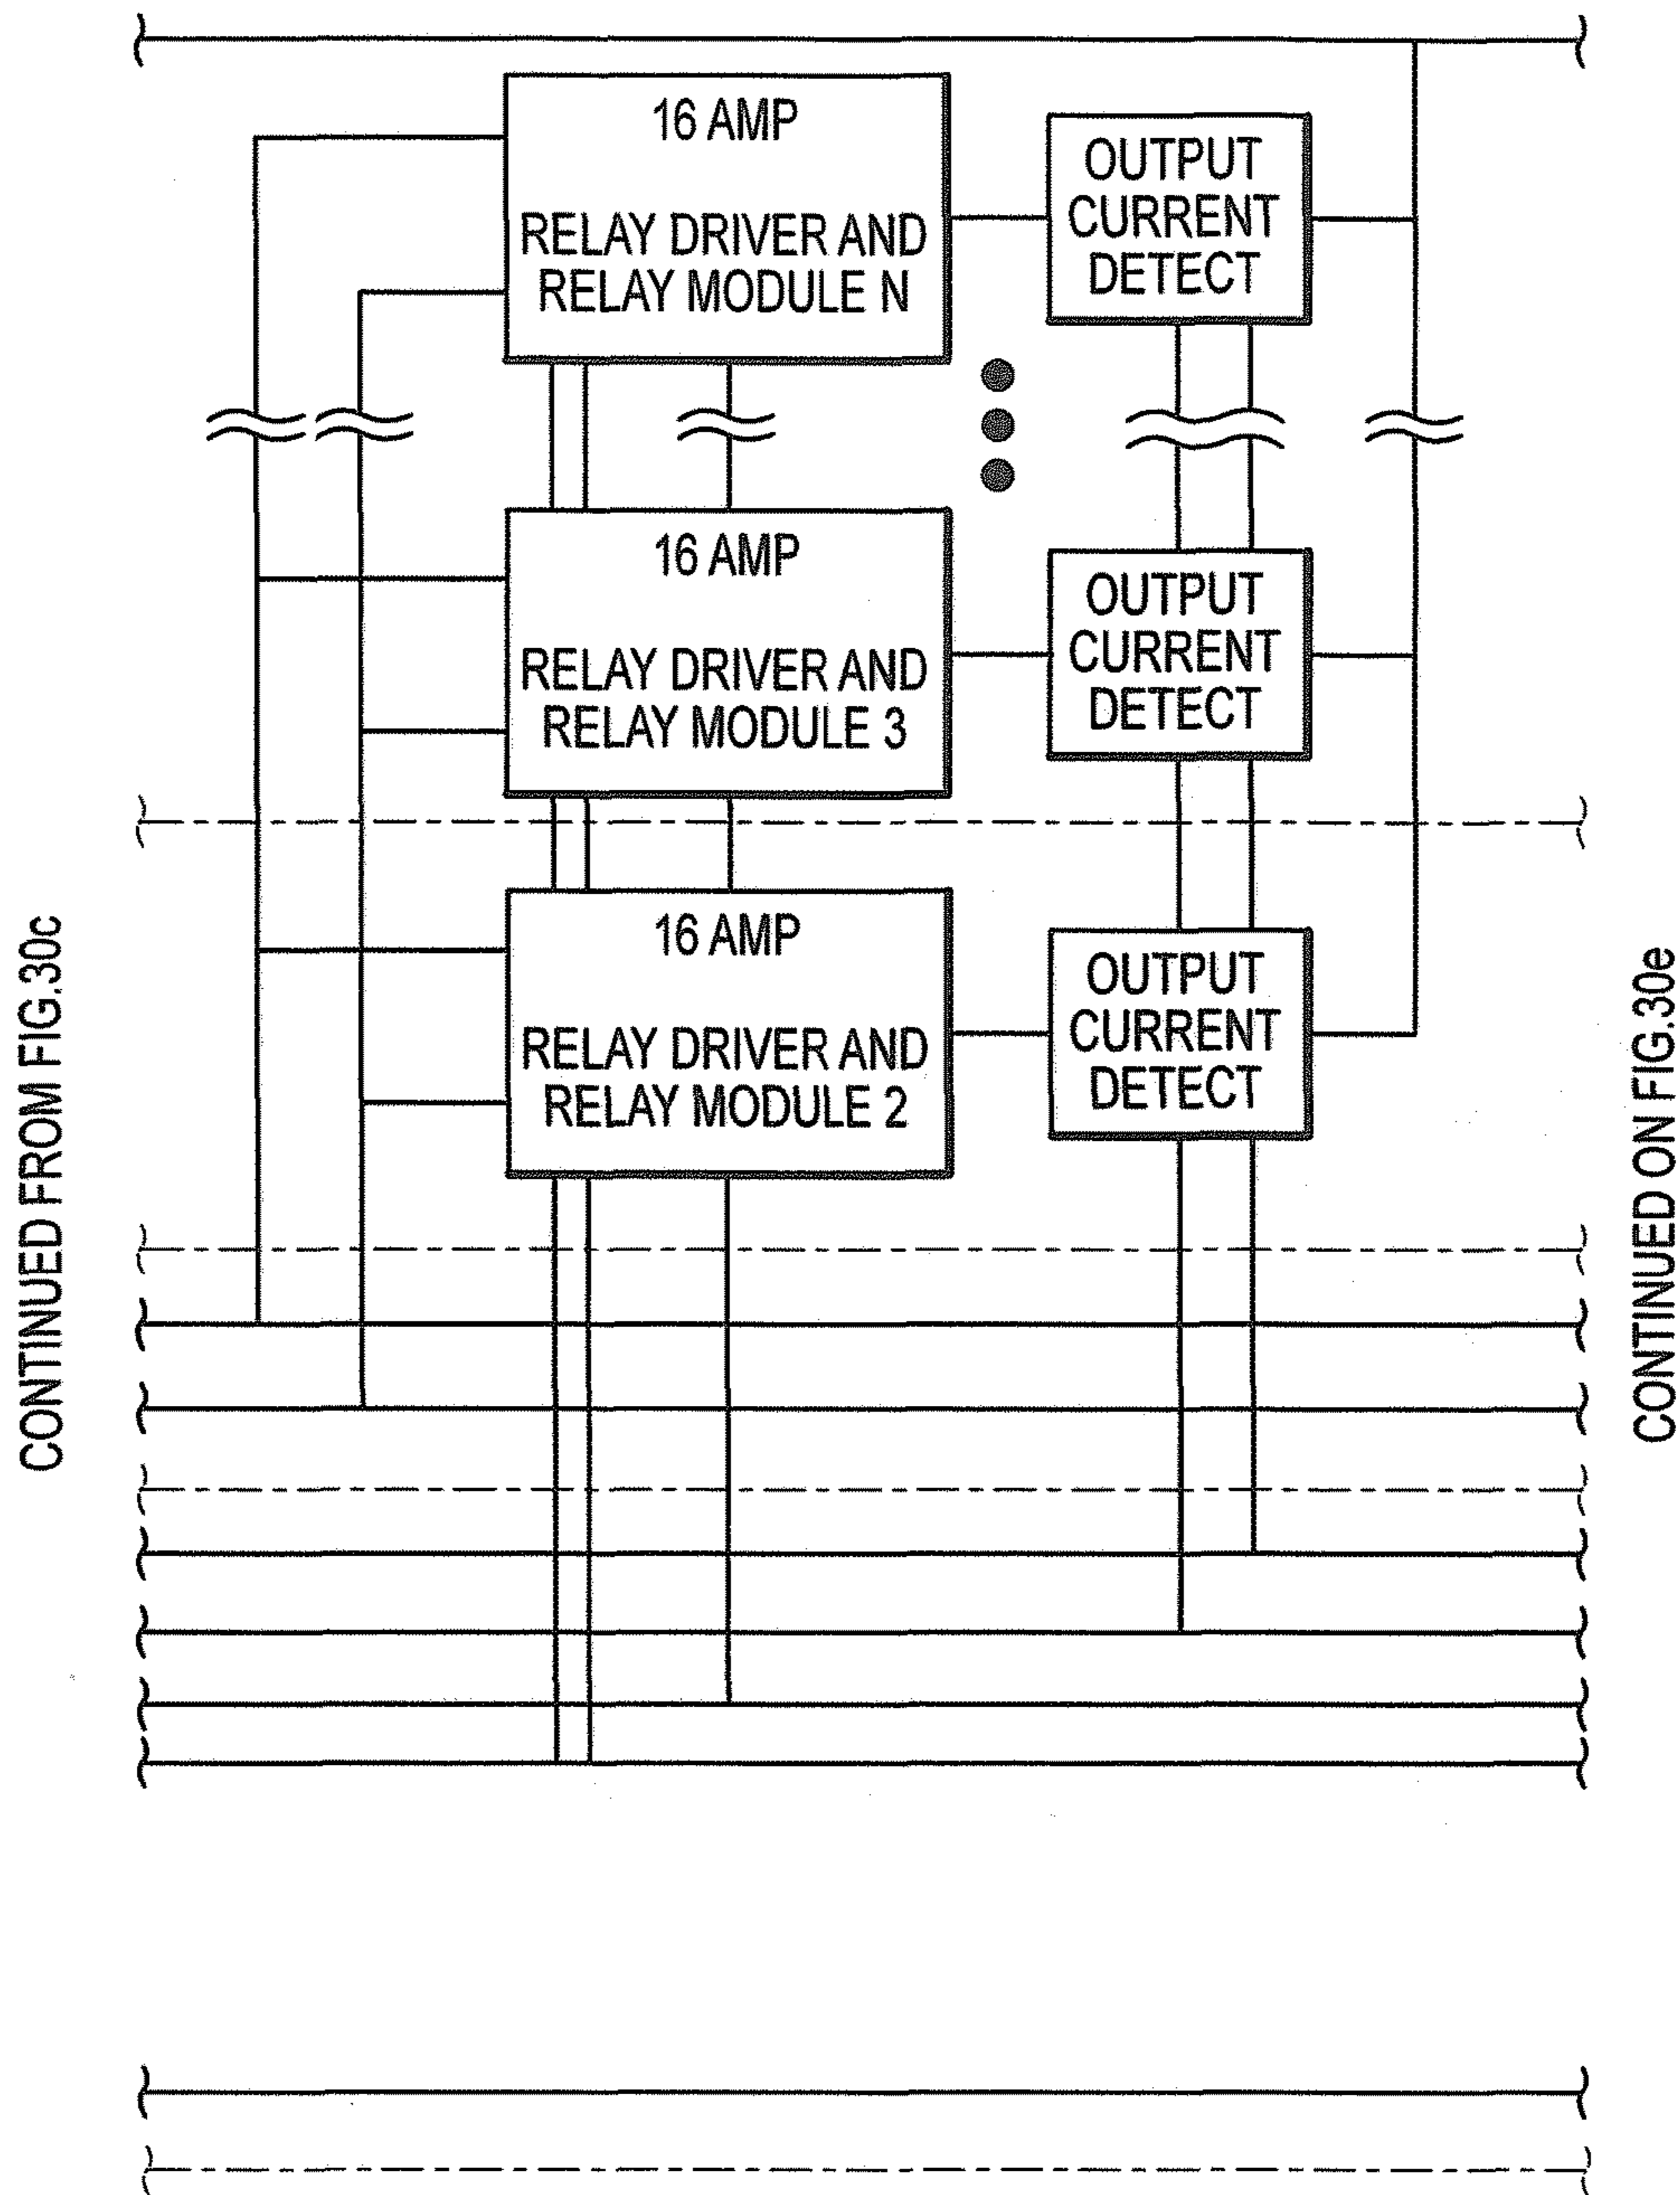 16 AMP
RELAY DRIVER AND
RELAY MODULE N
OUTPUT
CURRENT
DETECT
16 AMP
RELAY DRIVER AND
RELAY MODULE 3
OUTPUT
CURRENT
DETECT
16 AMP
RELAY DRIVER AND
RELAY MODULE 2
OUTPUT
CURRENT
DETECT
CONTINUED FROM FIG.30c
CONTINUED ON FIG.30e